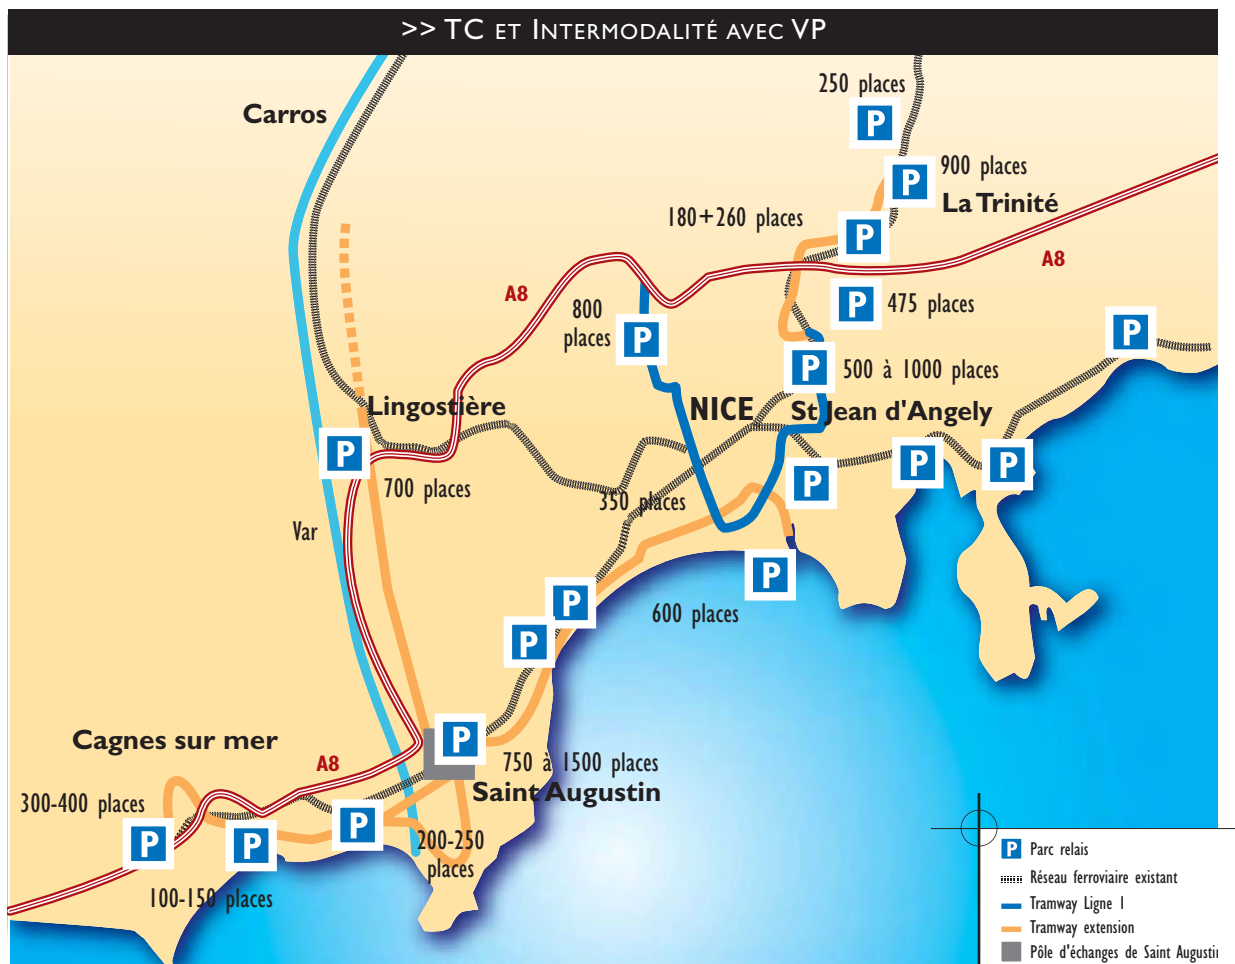 >> TC ET INTERMODALITÉ AVEC VP
250 places
P
Carros
900 places
P
La Trinité
180+260 places
P
A8
A8
800
places
P
475 places
P
P
P
500 à 1000 places
Lingostière
NICE
St Jean d'Angely
P
700 places
P
P
P
350 places
Var
P
600 places
P
P
P
750 à 1500 places
Cagnes sur mer
A8
Saint Augustin
300-400 places
P
P
P
200-250
places
100-150 places
P Parc relais
Réseau ferroviaire existant
Tramway Ligne 1
Tramway extension
Pôle d'échanges de Saint Augustin